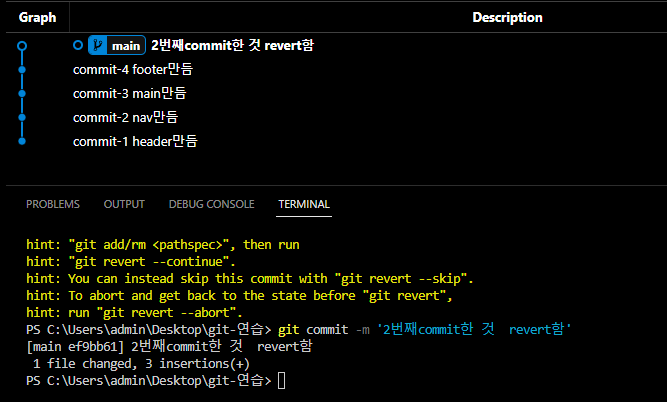 Graph Description
main 2번째commit한 것 revert함
commit-4 footer만듬
commit-3 main만듬
commit-2 nav만듬
commit-1 header만듬
PROBLEMS OUTPUT DEBUG CONSOLE TERMINAL
hint: "git add/rm <pathspec>", then run
hint: "git revert --continue".
hint: You can instead skip this commit with "git revert --skip".
hint: To abort and get back to the state before "git revert",
hint: run "git revert --abort".
PS C:\Users\admin\Desktop\git-연습> git commit -m '2번째commit한 것  revert함'
[main ef9bb61] 2번째commit한 것  revert함
 1 file changed, 3 insertions(+)
PS C:\Users\admin\Desktop\git-연습>